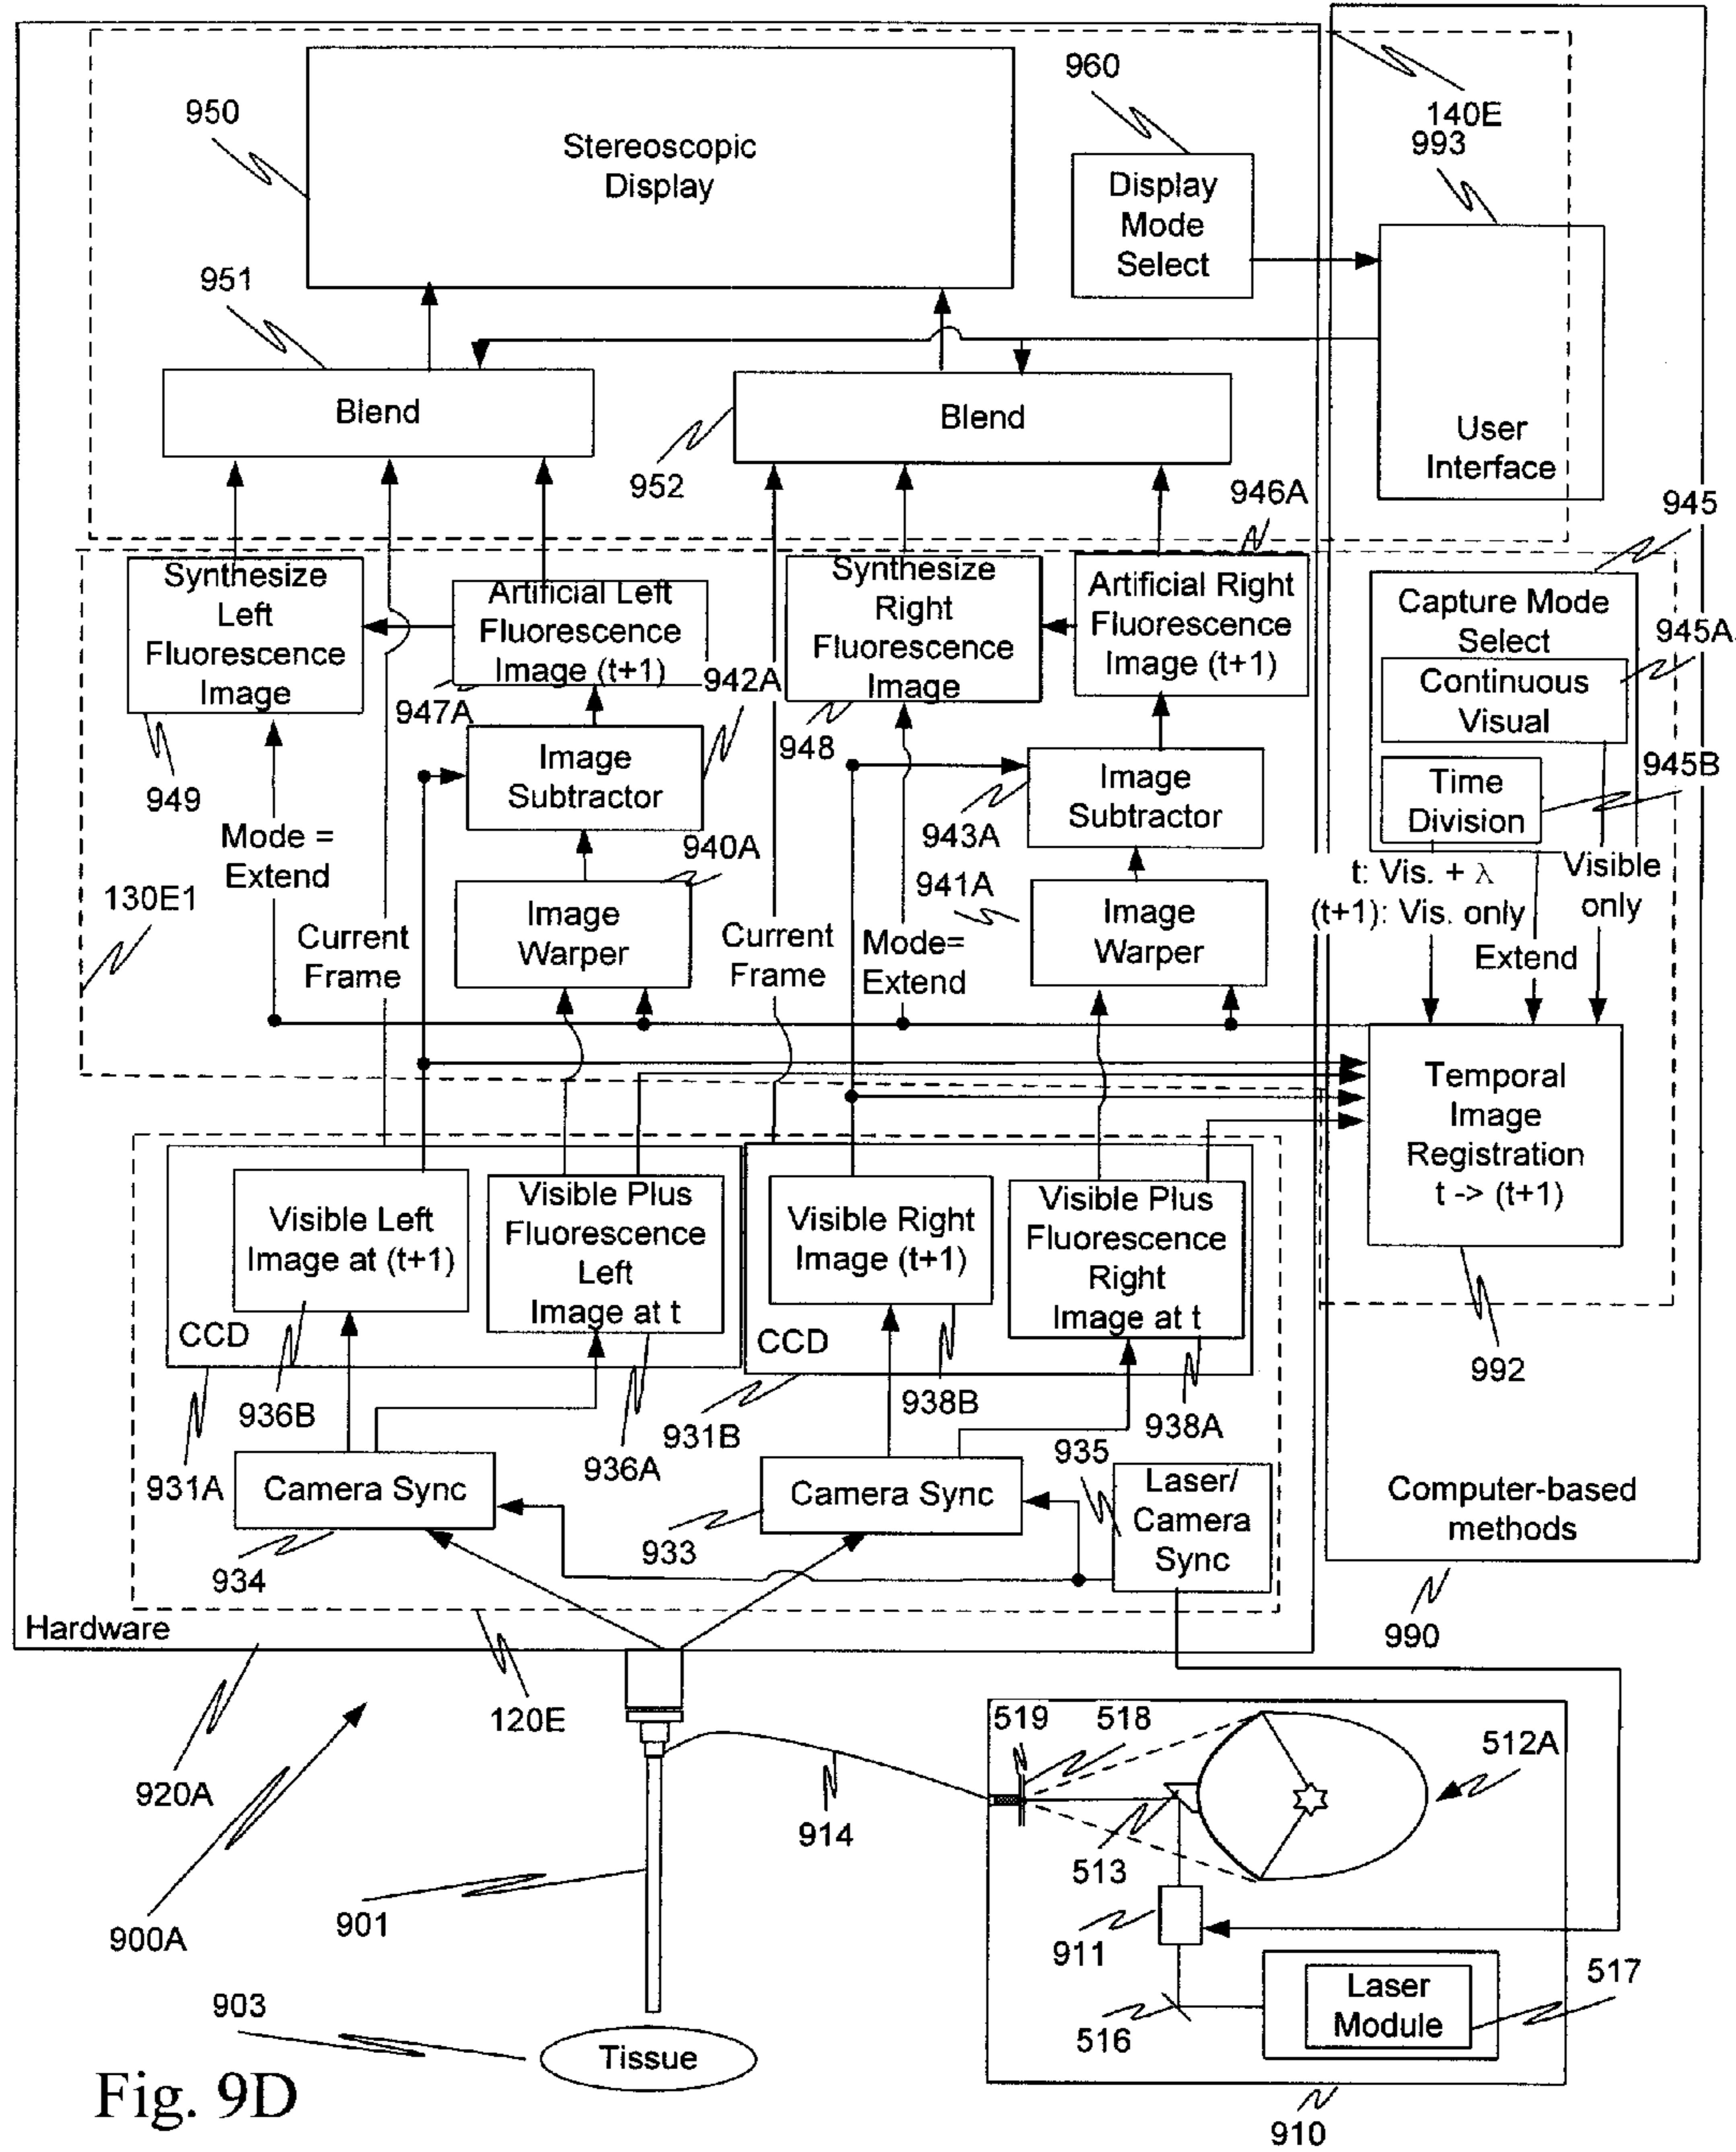 960
140E
993
950
Stereoscopic
Display
Display
Mode
Select
951
Blend
952
Blend
User
Interface
946A
945
Synthesize
Left
Fluorescence
Image
Artificial Left
Fluorescence
Image (t+1)
Synthesize
Right
Fluorescence
Image
Artificial Right
Fluorescence
Image (t+1)
Capture Mode
Select
945A
Continuous
Visual
945B
Time
Division
949
947A
942A
948
Image
Subtractor
943A
Image
Subtractor
Mode =
Extend
940A
941A
130E1
Current
Frame
Image
Warper
Current
Frame
Mode=
Extend
Image
Warper
t: Vis. + λ
(t+1): Vis. only
Extend
Visible
only
Temporal
Image
Registration
t -> (t+1)
Visible Left
Image at (t+1)
Visible Plus
Fluorescence
Left
Image at t
Visible Right
Image (t+1)
Visible Plus
Fluorescence
Right
Image at t
CCD
CCD
992
931A
936B
936A
931B
938B
938A
935
Camera Sync
Camera Sync
Laser/
Camera
Sync
Computer-based
methods
934
933
Hardware
990
120E
920A
900A
519
518
512A
914
513
901
911
903
516
Laser
Module
517
Tissue
Fig. 9D
910